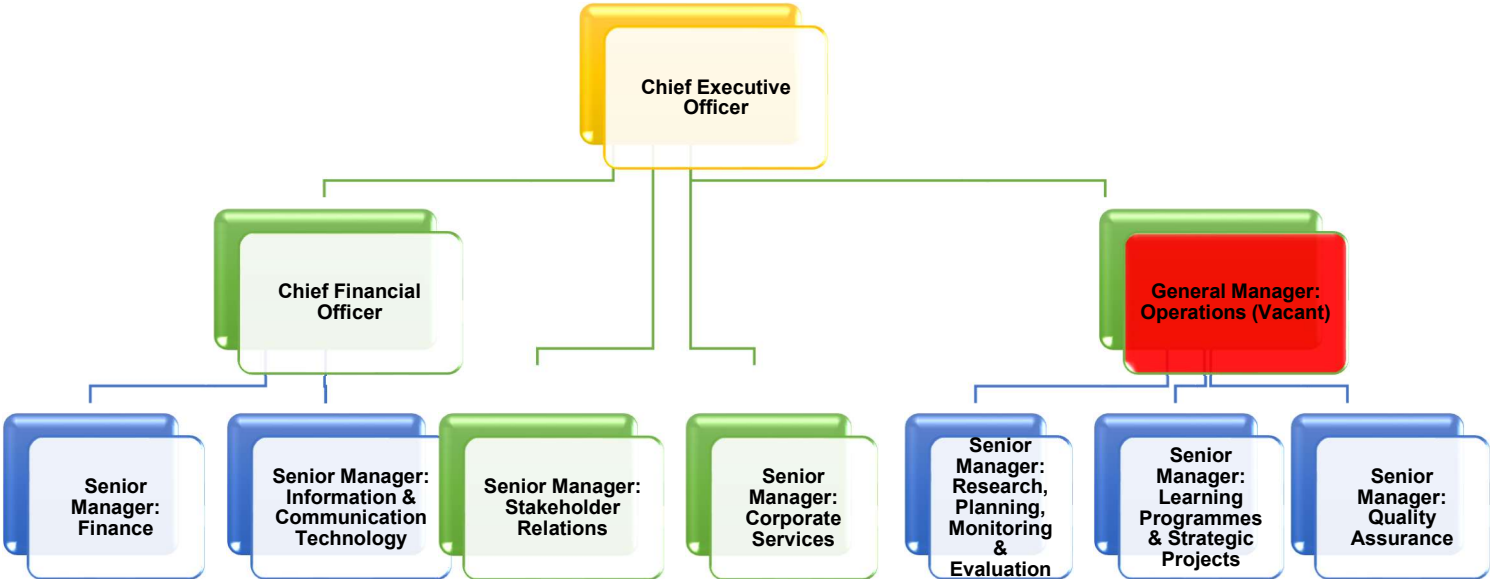 Chief Executive
Officer
Chief Financial
Officer
General Manager:
Operations (Vacant)
Senior
Manager:
Finance
Senior Manager:
Information &
Communication
Technology
Senior Manager:
Stakeholder
Relations
Senior
Manager:
Corporate
Services
Senior
Manager:
Research,
Planning,
Monitoring
&
Evaluation
Senior
Manager:
Learning
Programmes
& Strategic
Projects
Senior
Manager:
Quality
Assurance